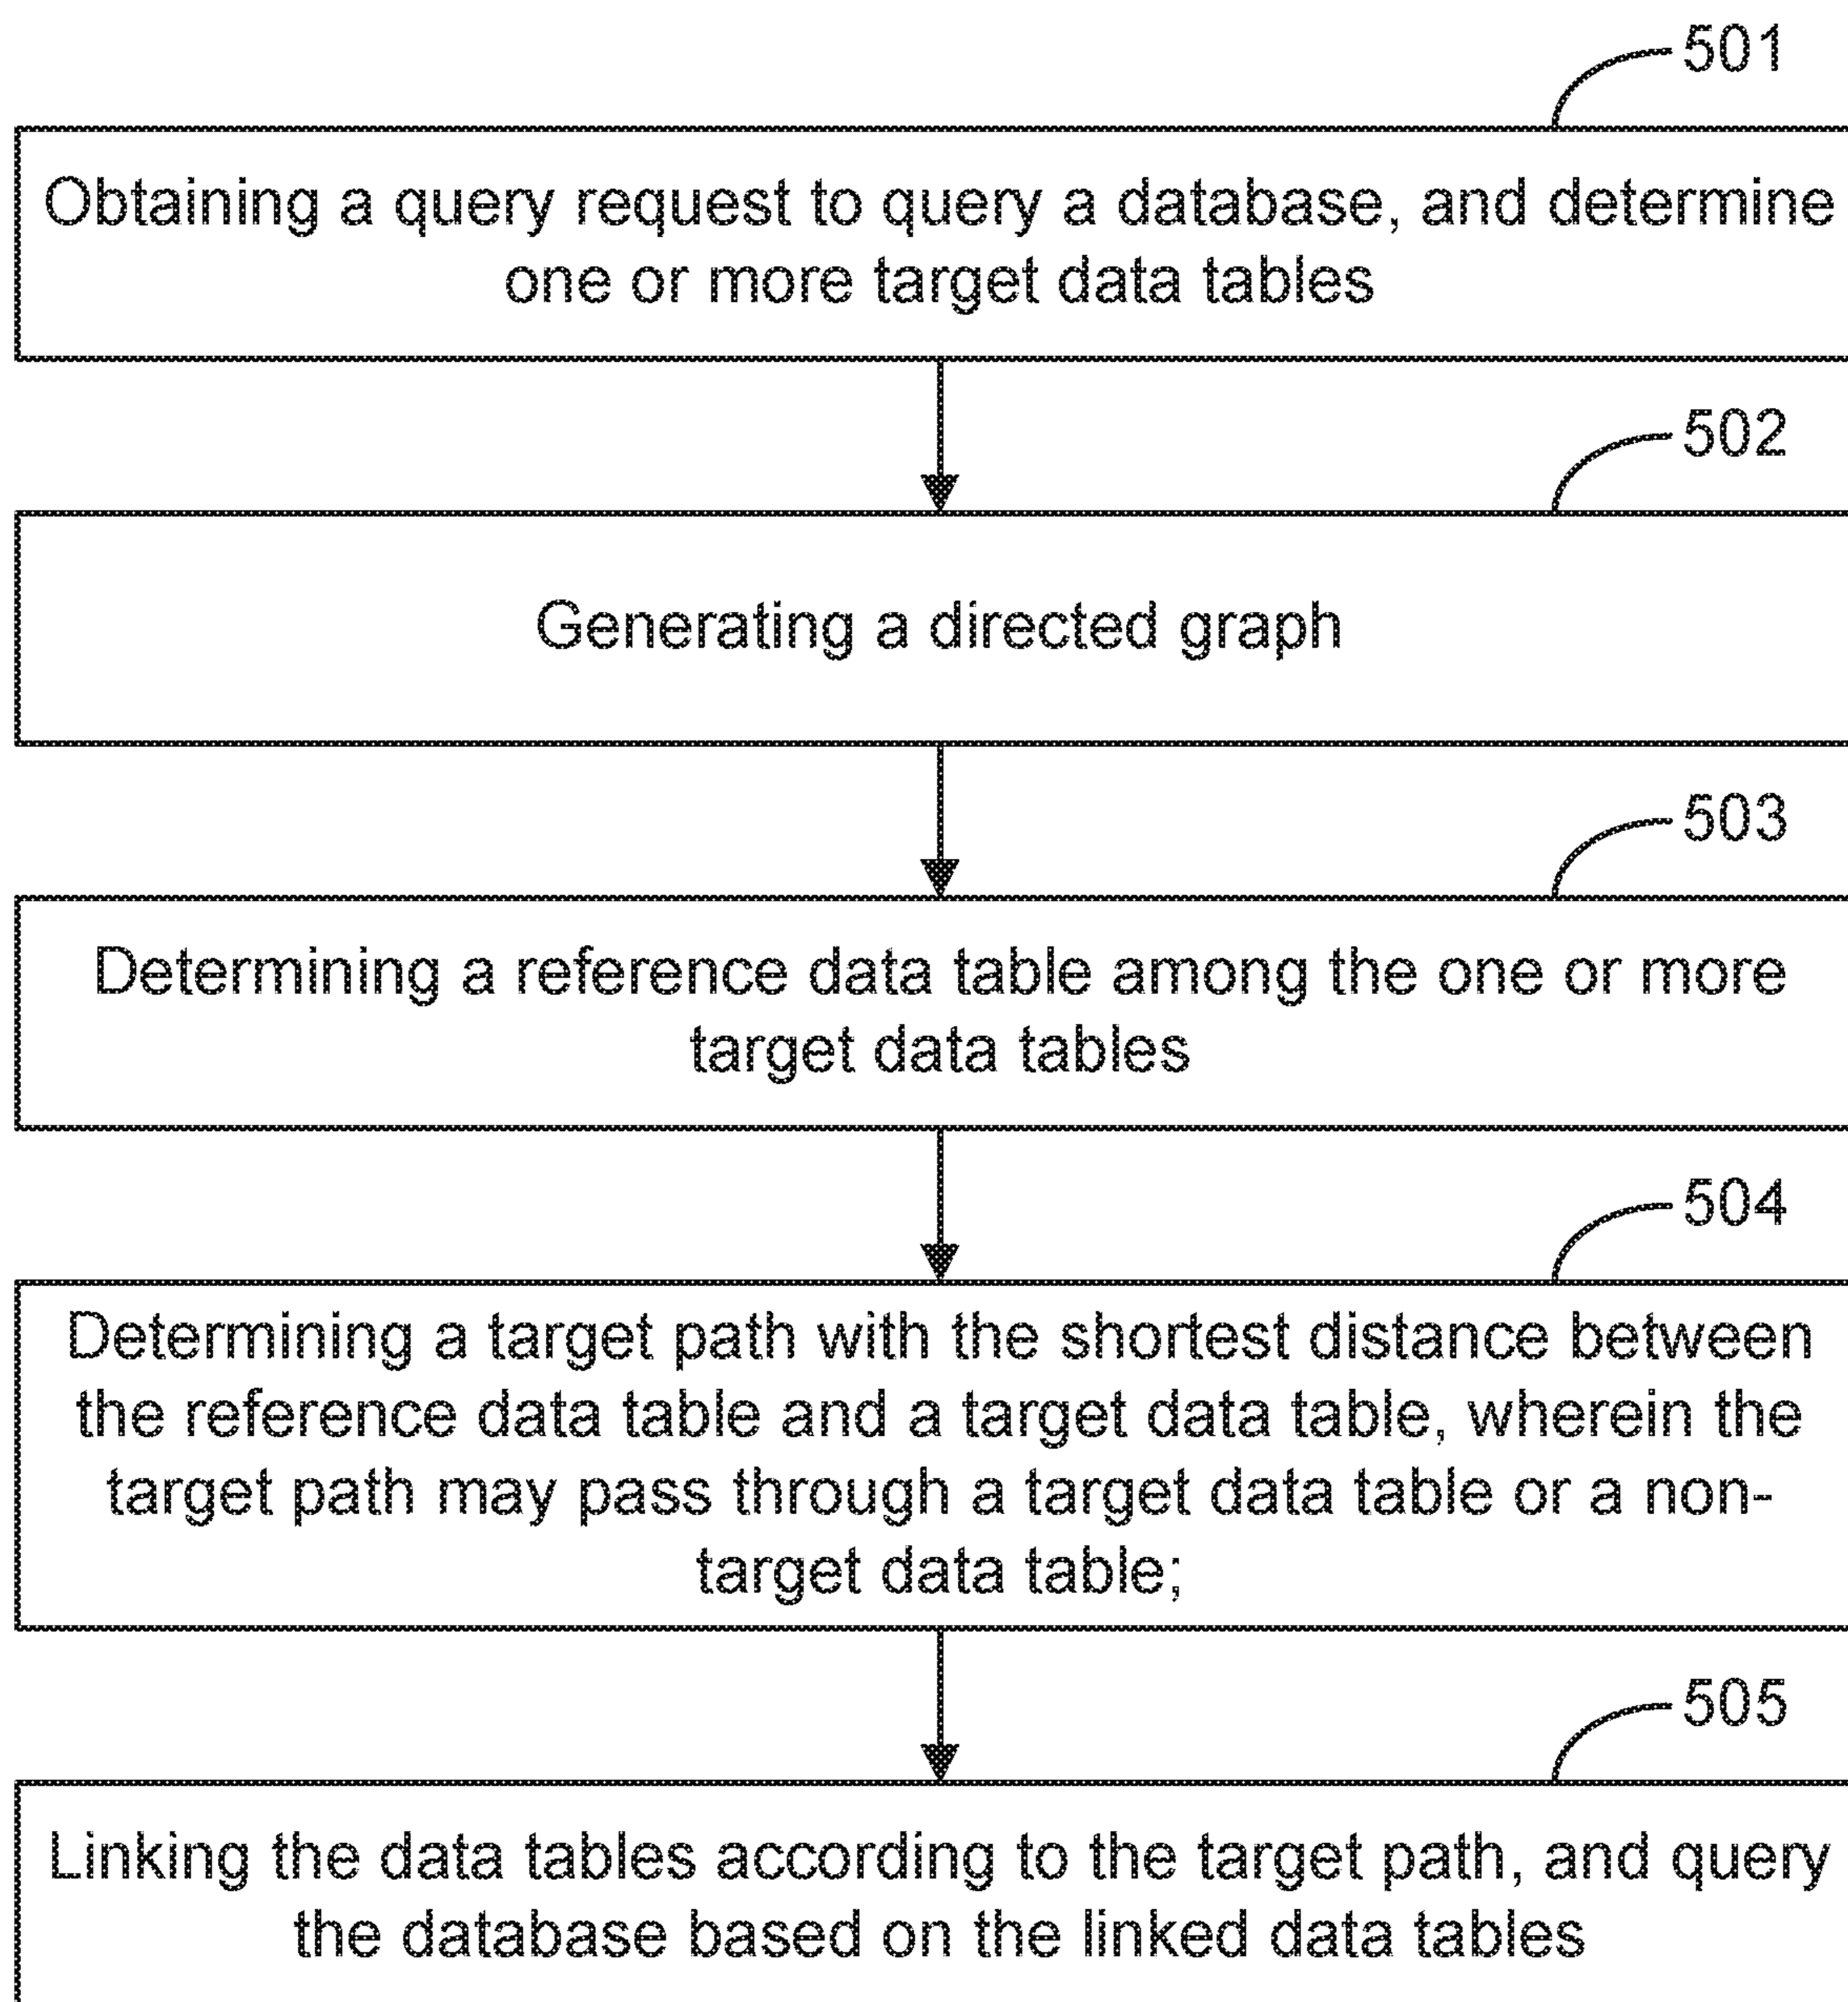 501
Obtaining a query request to query a database, and determine
one or more target data tables
502
Generating a directed graph
503
Determining a reference data table among the one or more
target data tables
504
Determining a target path with the shortest distance between
the reference data table and a target data table, wherein the
target path may pass through a target data table or a non-
target data table;
505
Linking the data tables according to the target path, and query
the database based on the linked data tables